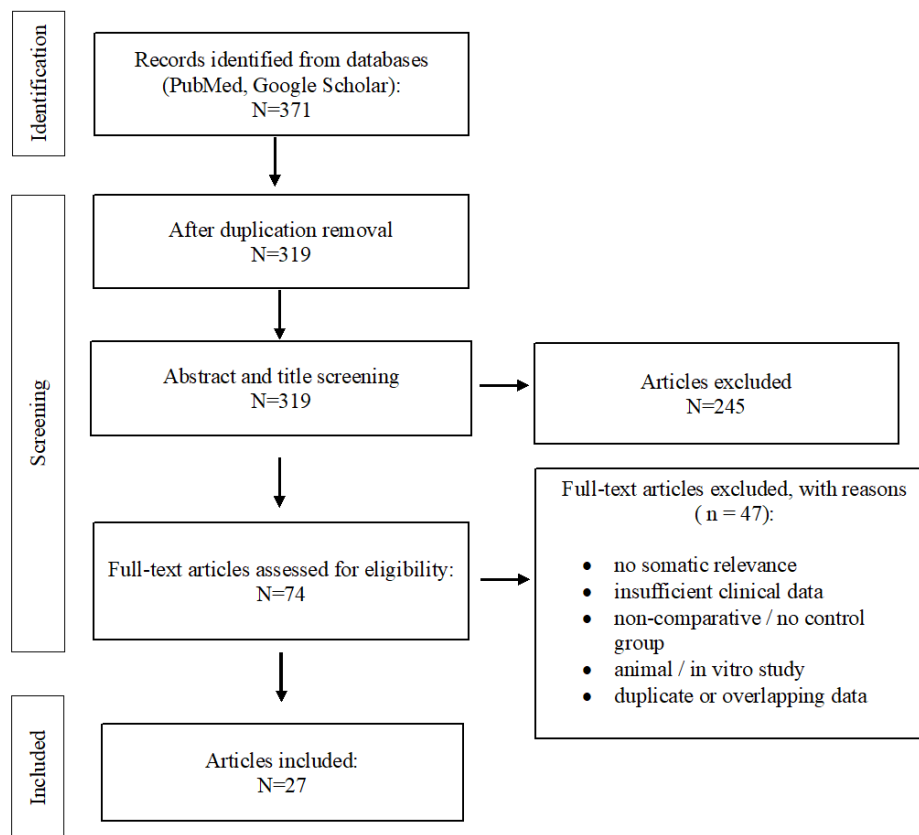 Identification
Records identified from databases
(PubMed, Google Scholar):
N=371
Screening
After duplication removal
N=319
Abstract and title screening
N=319
Articles excluded
N=245
Full-text articles assessed for eligibility:
N=74
Full-text articles excluded, with reasons
( n = 47):
• no somatic relevance
• insufficient clinical data
• non-comparative / no control
group
• animal / in vitro study
• duplicate or overlapping data
Included
Articles included:
N=27